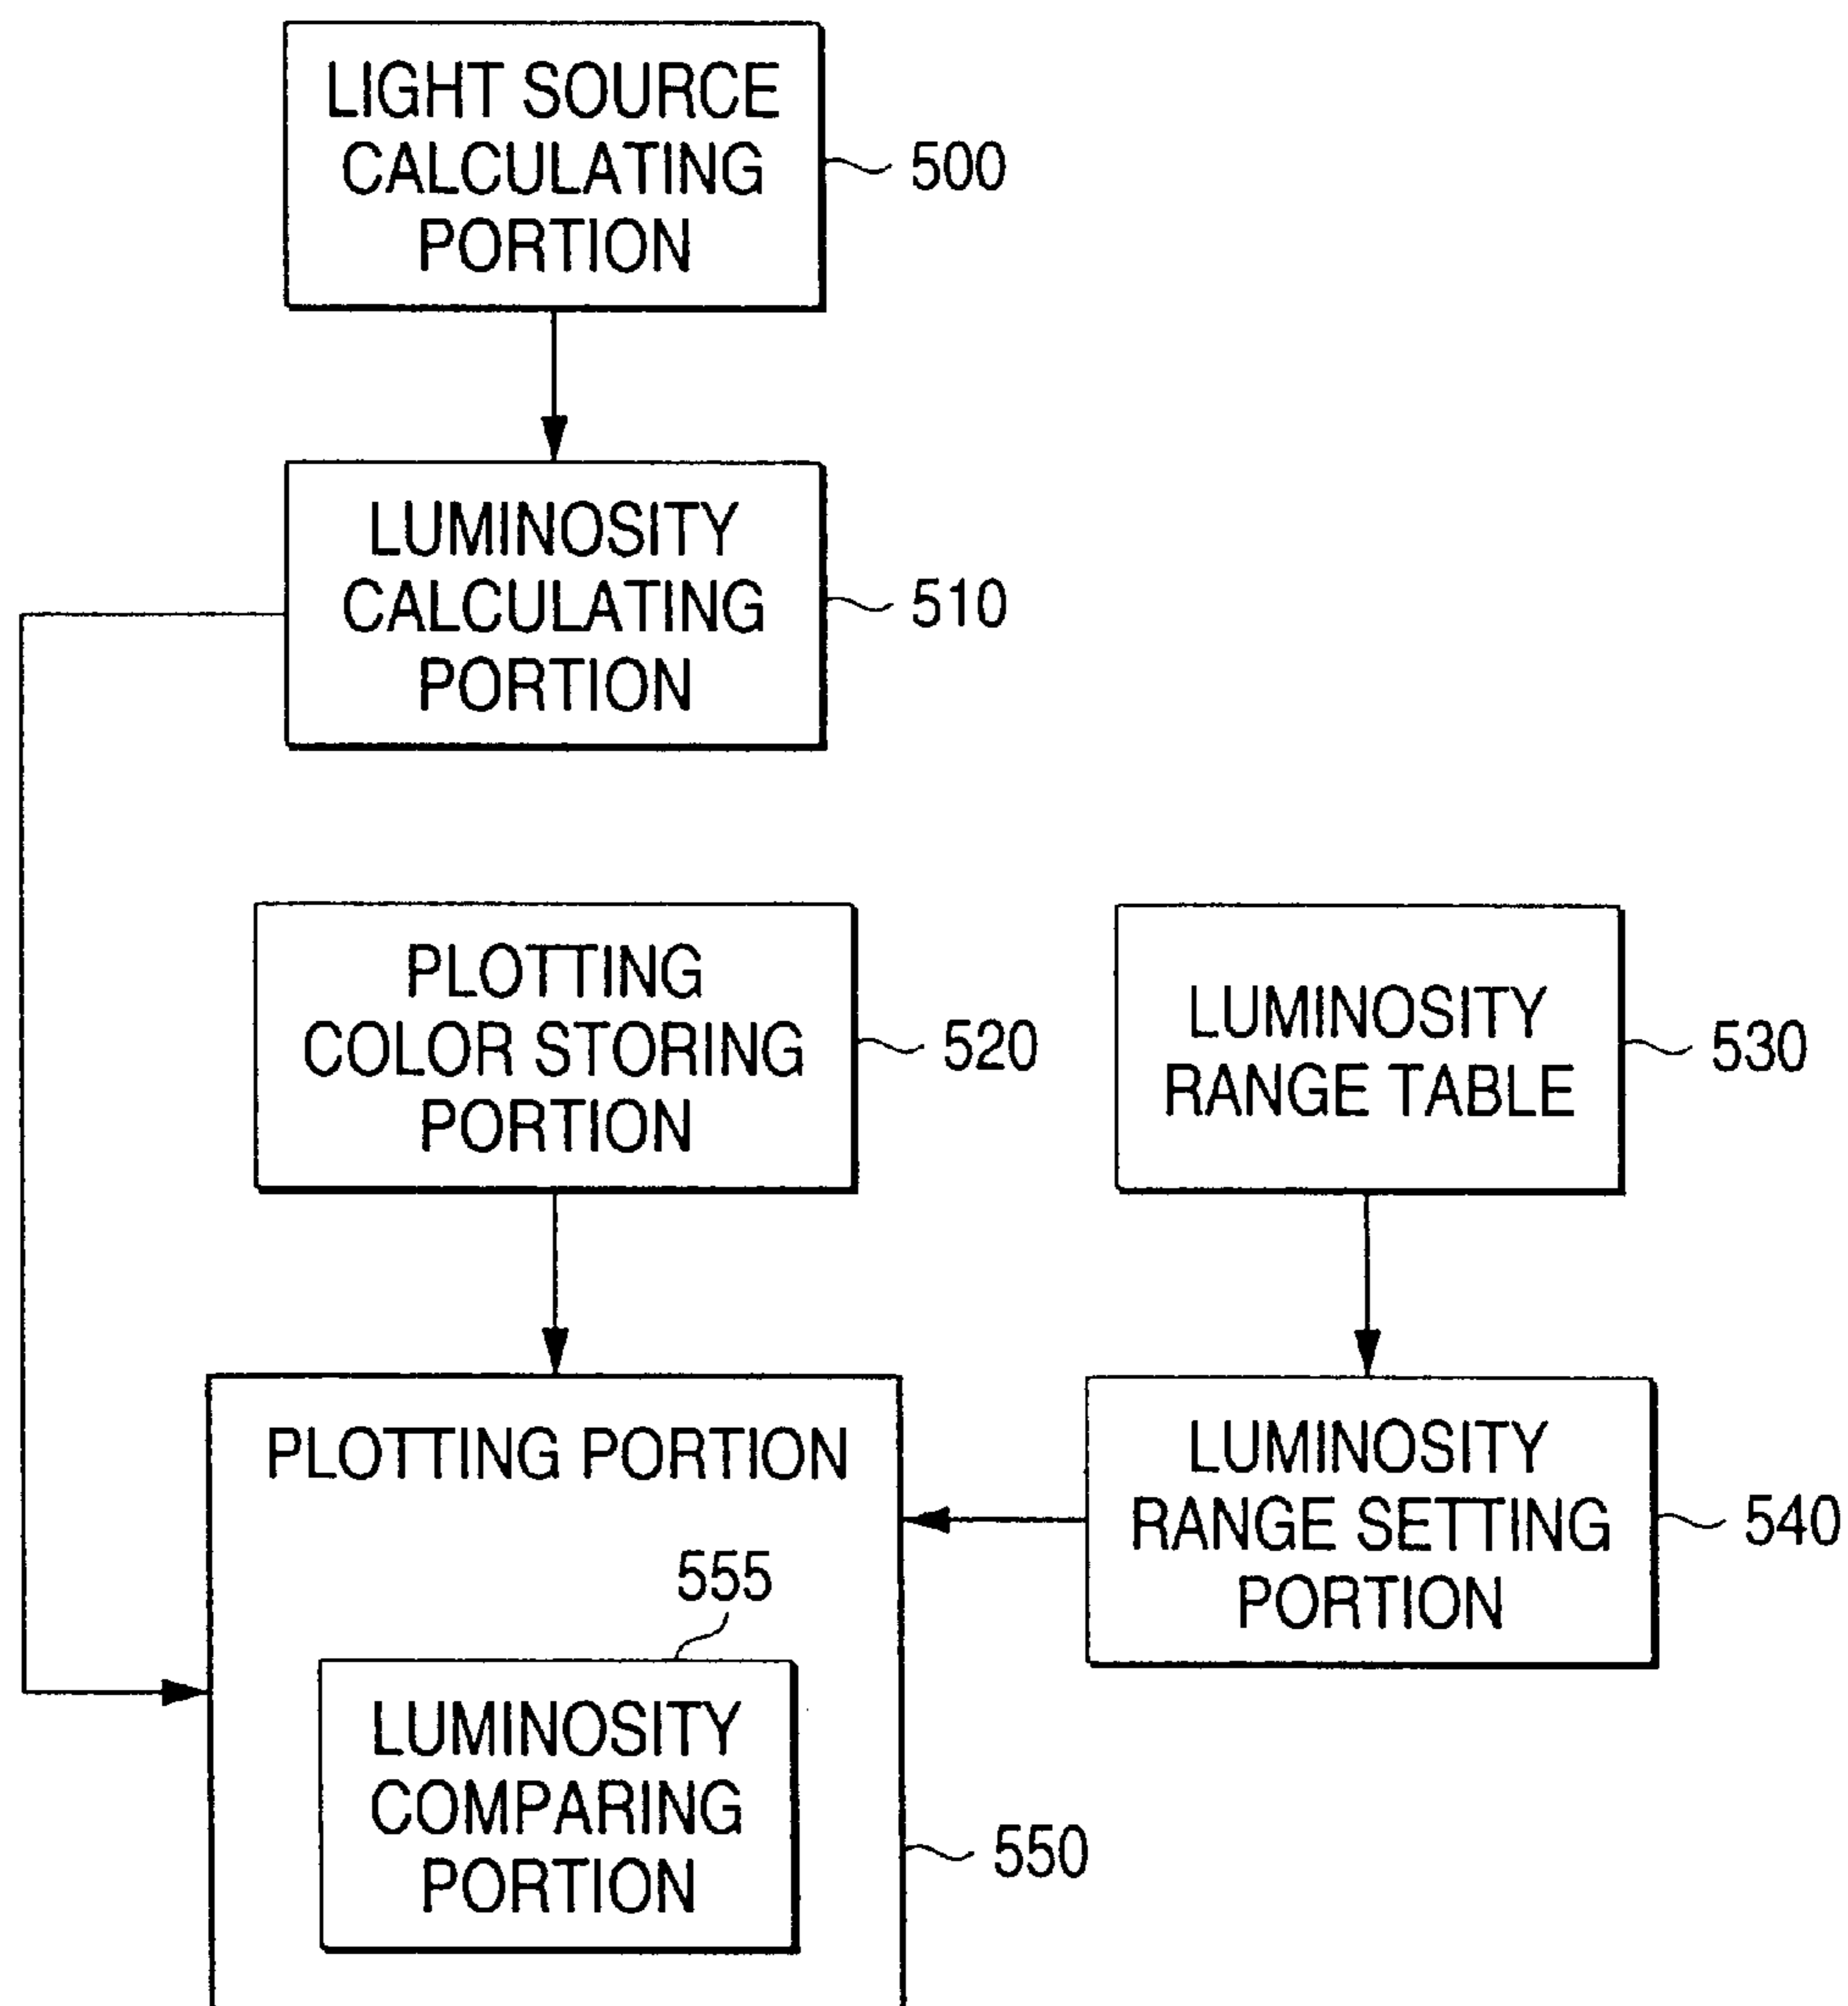 LIGHT SOURCE
CALCULATING
PORTION
500
LUMINOSITY
CALCULATING
PORTION
510
PLOTTING
COLOR STORING
PORTION
520
LUMINOSITY
RANGE TABLE
530
PLOTTING PORTION
555
LUMINOSITY
COMPARING
PORTION
550
LUMINOSITY
RANGE SETTING
PORTION
540